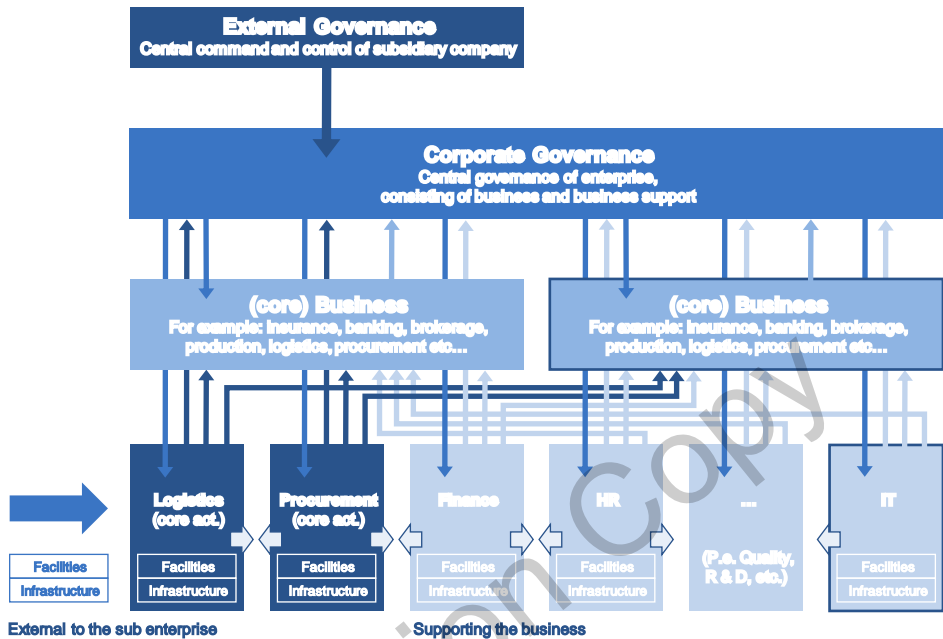 External Governance
Central command and control of subsidiary company
Corporate Governance
Central governance of enterprise,
consisting of business and business support
(core) Business
For example: insurance, banking, brokerage,
production, logistics, procurement etc...
(core) Business
For example: insurance, banking, brokerage,
production, logistics, procurement etc...
Logistics
(core act.)
Procurement
(core act.)
Finance
HR
...
(P.e. Quality,
R & D, etc.)
IT
Facilities
Infrastructure
Facilities
Infrastructure
Facilities
Infrastructure
Facilities
Infrastructure
Facilities
Infrastructure
Facilities
Infrastructure
External to the sub enterprise
Supporting the business
Copy